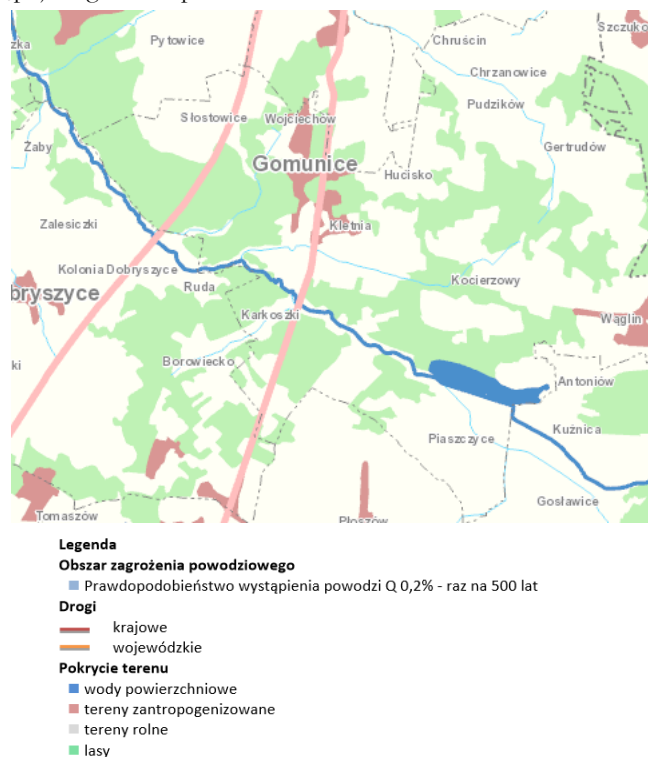 Pytowice
Chruścin
Szczuko
zka
Chrzanowice
Pudzików
Słostowice
Wojciechów
Żaby
Gertrudów
Gomunice
Hucisko
Zalesiczki
Kletnia
Kolonia Dobryszyce
Kocierzowy
Ruda
bryszyce
Karkoszki
Wąglin
ki
Borowiecko
Antoniów
Kuźnica
Piaszczyce
Gosławice
Tomaszów
Płoszów
Legenda
Obszar zagrożenia powodziowego
Prawdopodobieństwo wystąpienia powodzi Q 0,2% - raz na 500 lat
Drogi
krajowe
wojewódzkie
Pokrycie terenu
wody powierzchniowe
tereny zantropogenizowane
tereny rolne
lasy